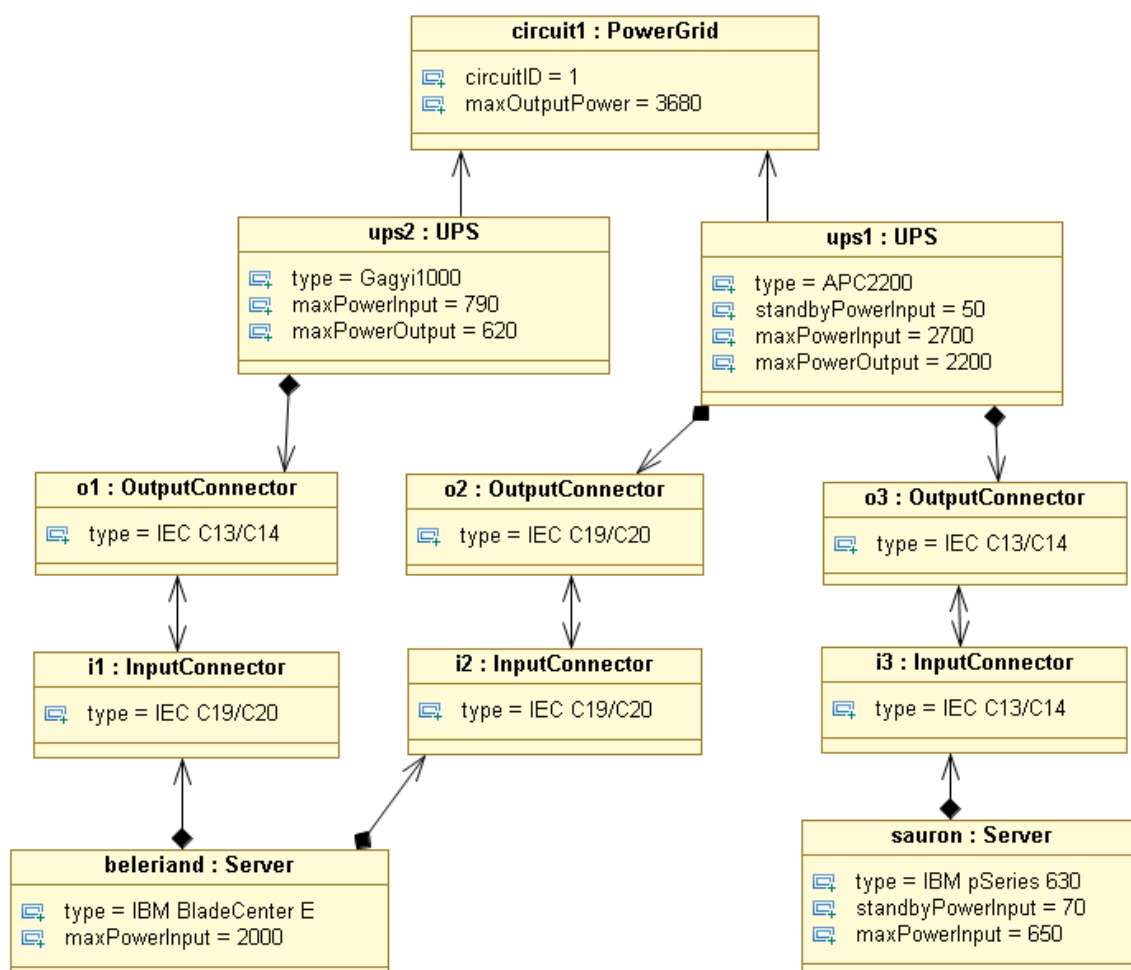 circuit1 : PowerGrid
circuitID = 1
maxOutputPower = 3680
ups2 : UPS
type = Gagyi1000
maxPowerInput = 790
maxPowerOutput = 620
ups1 : UPS
type = APC2200
standbyPowerInput = 50
maxPowerInput = 2700
maxPowerOutput = 2200
o1 : OutputConnector
type = IEC C13/C14
o2 : OutputConnector
type = IEC C19/C20
o3 : OutputConnector
type = IEC C13/C14
i1 : InputConnector
type = IEC C19/C20
i2 : InputConnector
type = IEC C19/C20
i3 : InputConnector
type = IEC C13/C14
beleriand : Server
type = IBM BladeCenter E
maxPowerInput = 2000
sauron : Server
type = IBM pSeries 630
standbyPowerInput = 70
maxPowerInput = 650